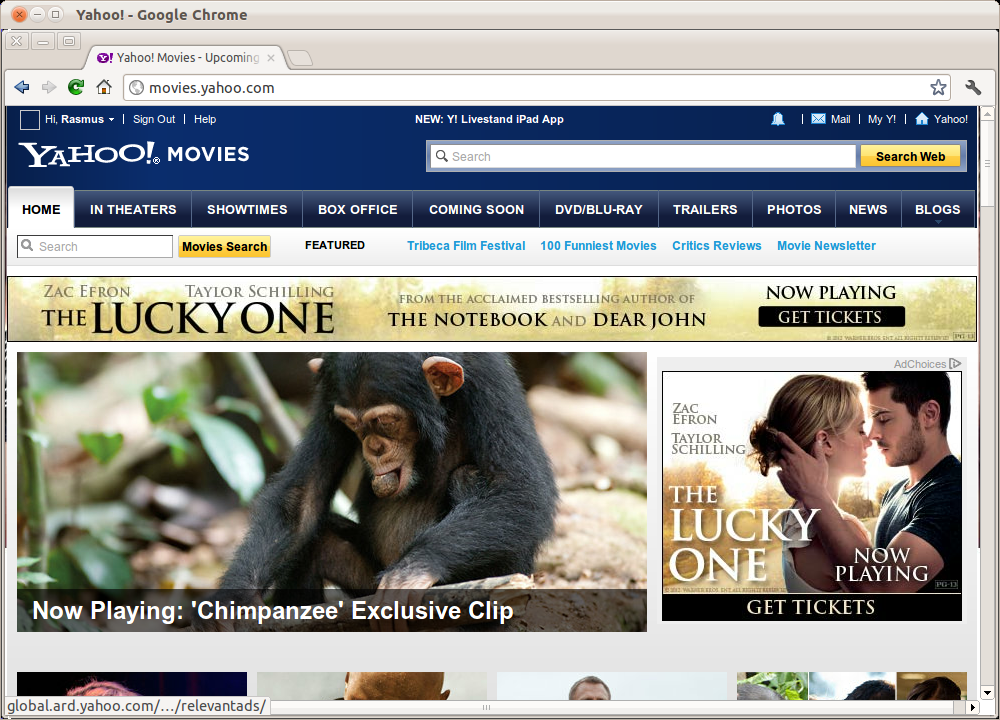 Yahoo! - Google Chrome
Yahoo! Movies - Upcoming
movies.yahoo.com
Hi, Rasmus | Sign Out | Help
NEW: Y! Livestand iPad App
| Mail | My Y! | Yahoo!
YAHOO! MOVIES
Search
Search Web
HOME IN THEATERS SHOWTIMES BOX OFFICE COMING SOON DVD/BLU-RAY TRAILERS PHOTOS NEWS BLOGS
Search
Movies Search
FEATURED Tribeca Film Festival 100 Funniest Movies Critics Reviews Movie Newsletter
ZAC EFRON TAYLOR SCHILLING
THE LUCKY ONE
FROM THE ACCLAIMED BESTSELLING AUTHOR OF
THE NOTEBOOK AND DEAR JOHN
NOW PLAYING
GET TICKETS
PG-13
Now Playing: 'Chimpanzee' Exclusive Clip
AdChoices
ZAC
EFRON
TAYLOR
SCHILLING
THE
LUCKY
ONE
NOW
PLAYING
PG-13
GET TICKETS
global.ard.yahoo.com/.../relevantads/